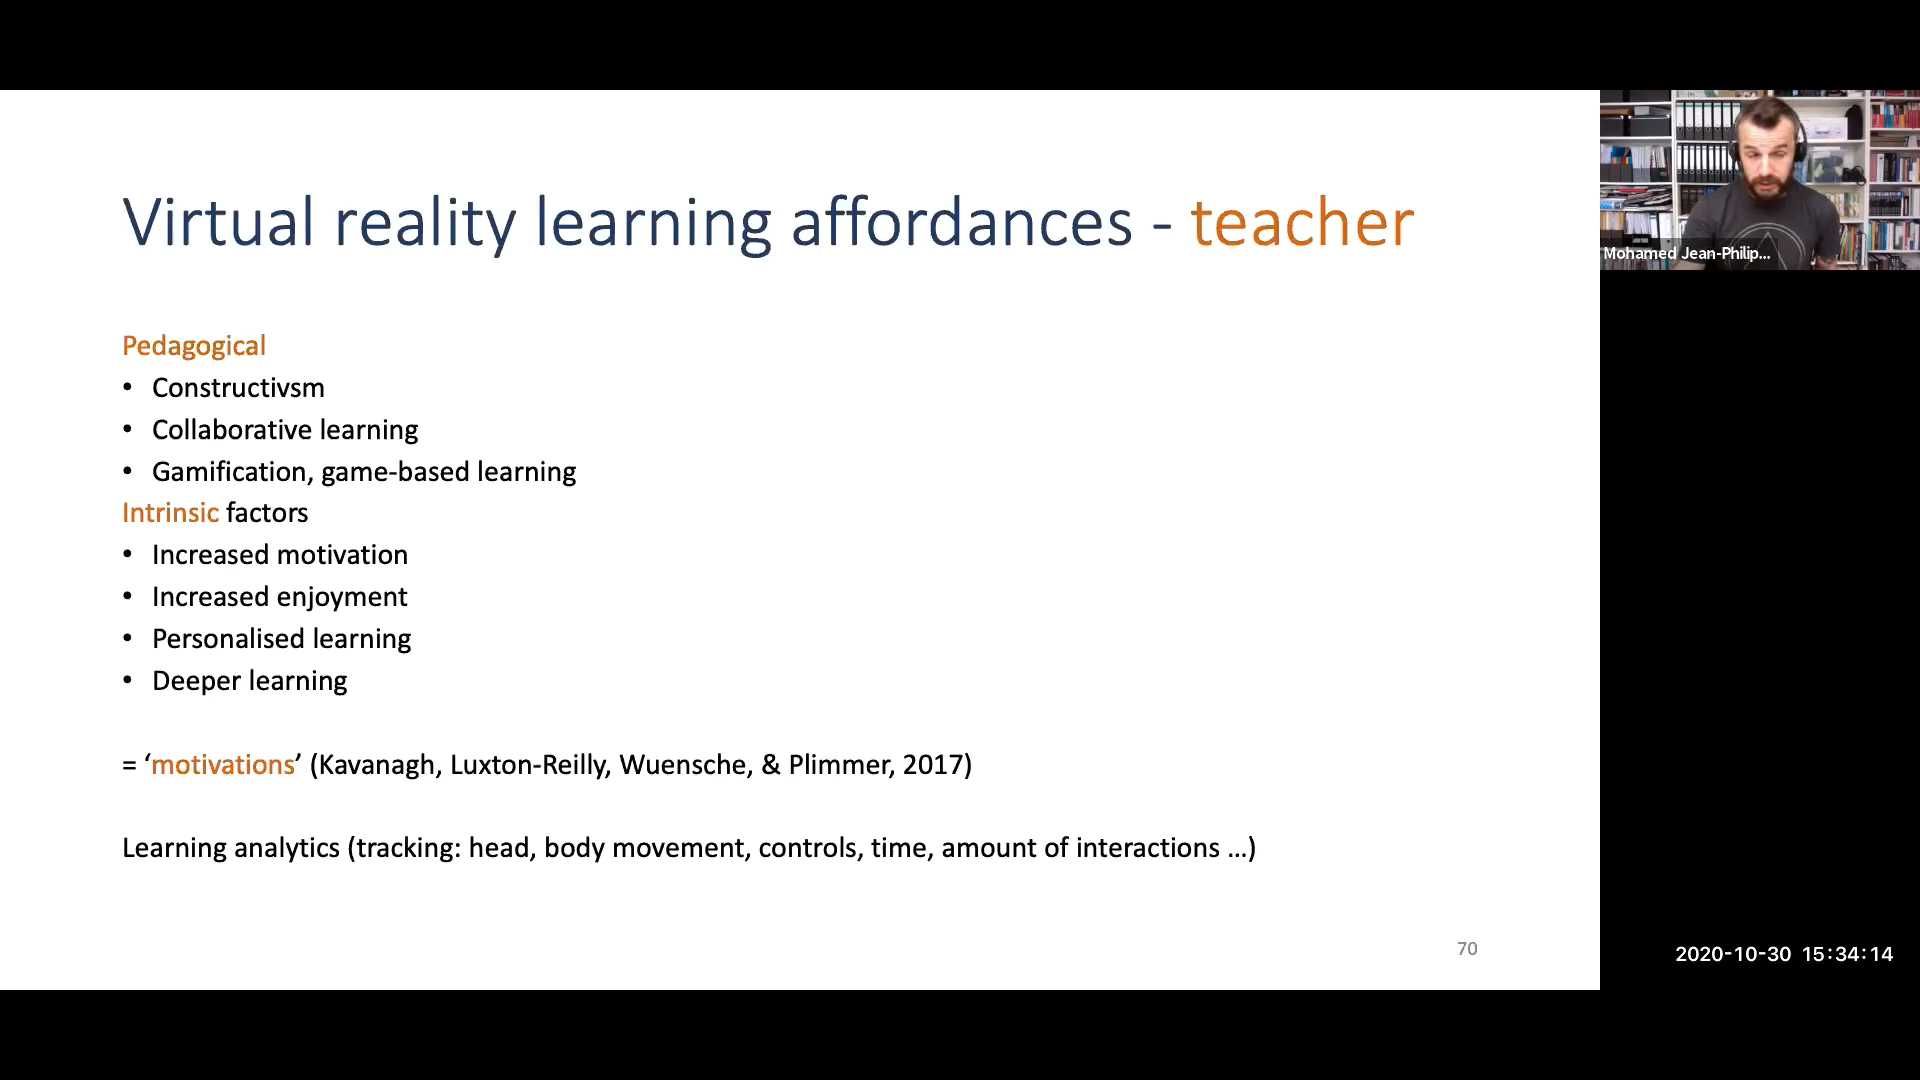 Virtual reality learning affordances - teacher
Pedagogical
• Constructivsm
• Collaborative learning
• Gamification, game-based learning
Intrinsic factors
• Increased motivation
• Increased enjoyment
• Personalised learning
• Deeper learning
= ‘motivations’ (Kavanagh, Luxton-Reilly, Wuensche, & Plimmer, 2017)
Learning analytics (tracking: head, body movement, controls, time, amount of interactions …)
70
Mohamed Jean-Philip...
2020-10-30 15:34:14